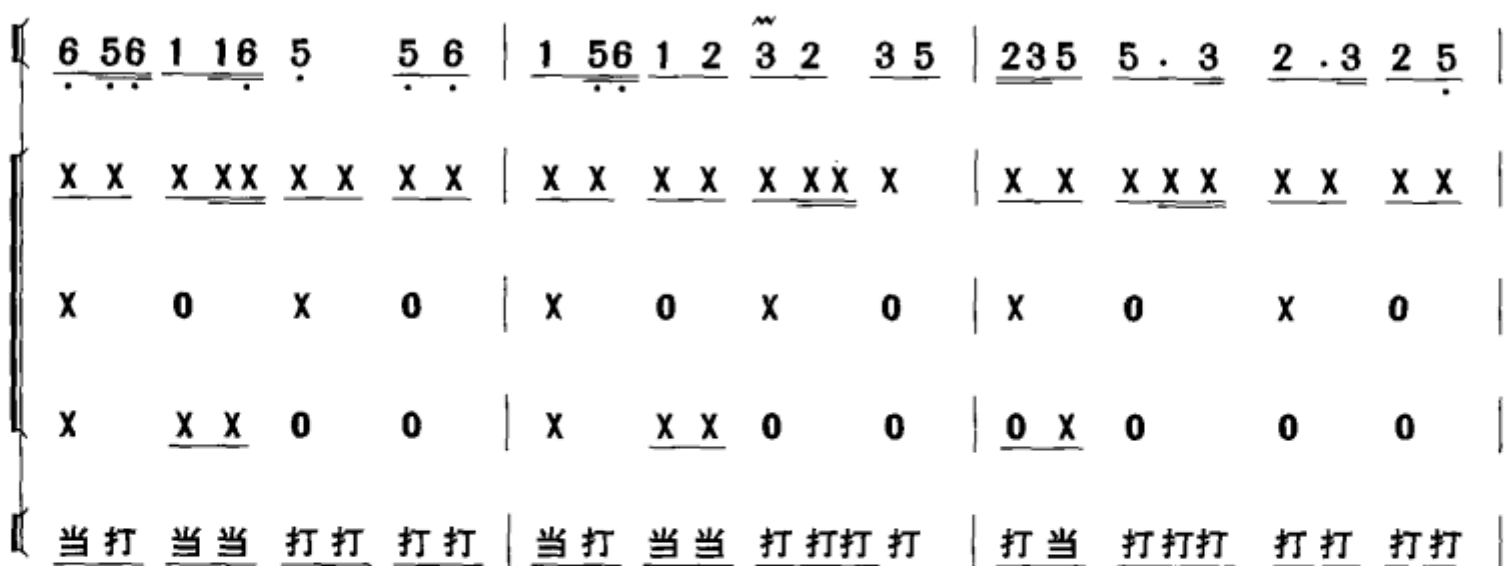 6 56 1 16 5 5 6 | 1 56 1 2 3 2 3 5 | 235 5 . 3 2 . 3 2 5 |
X X X XX X X X X | X X X X X XX X | X X X X X X X X X |
X 0 X 0 | X 0 X 0 | X 0 X 0 |
X X X 0 0 | X X X 0 0 | 0 X 0 0 0 |
当打 当当 打打 打打 | 当打 当当 打打打 打 | 打当 打打打 打打 打打 |